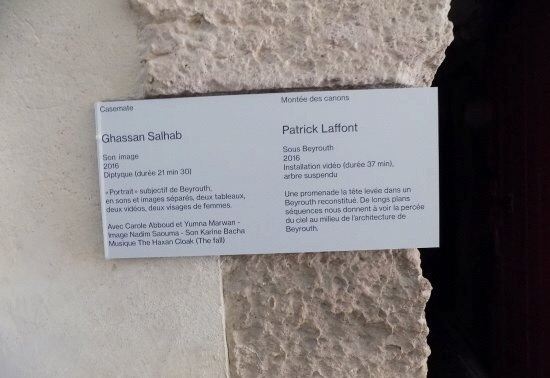 Casemate
Ghassan Salhab
Son image
2016
Diptyque (durée 21 min 30)
«Portrait» subjectif de Beyrouth,
en sons et images séparés, deux tableaux,
deux vidéos, deux visages de femmes.
Avec Carole Abboud et Yumna Marwan -
Image Nadim Saouma - Son Karine Bacha
Musique The Haxan Cloak (The fall)
Montée des canons
Patrick Laffont
Sous Beyrouth
2016
Installation vidéo (durée 37 min),
arbre suspendu
Une promenade la tête levée dans un
Beyrouth reconstitué. De longs plans
séquences nous donnent à voir la percée
du ciel au milieu de l'architecture de
Beyrouth.